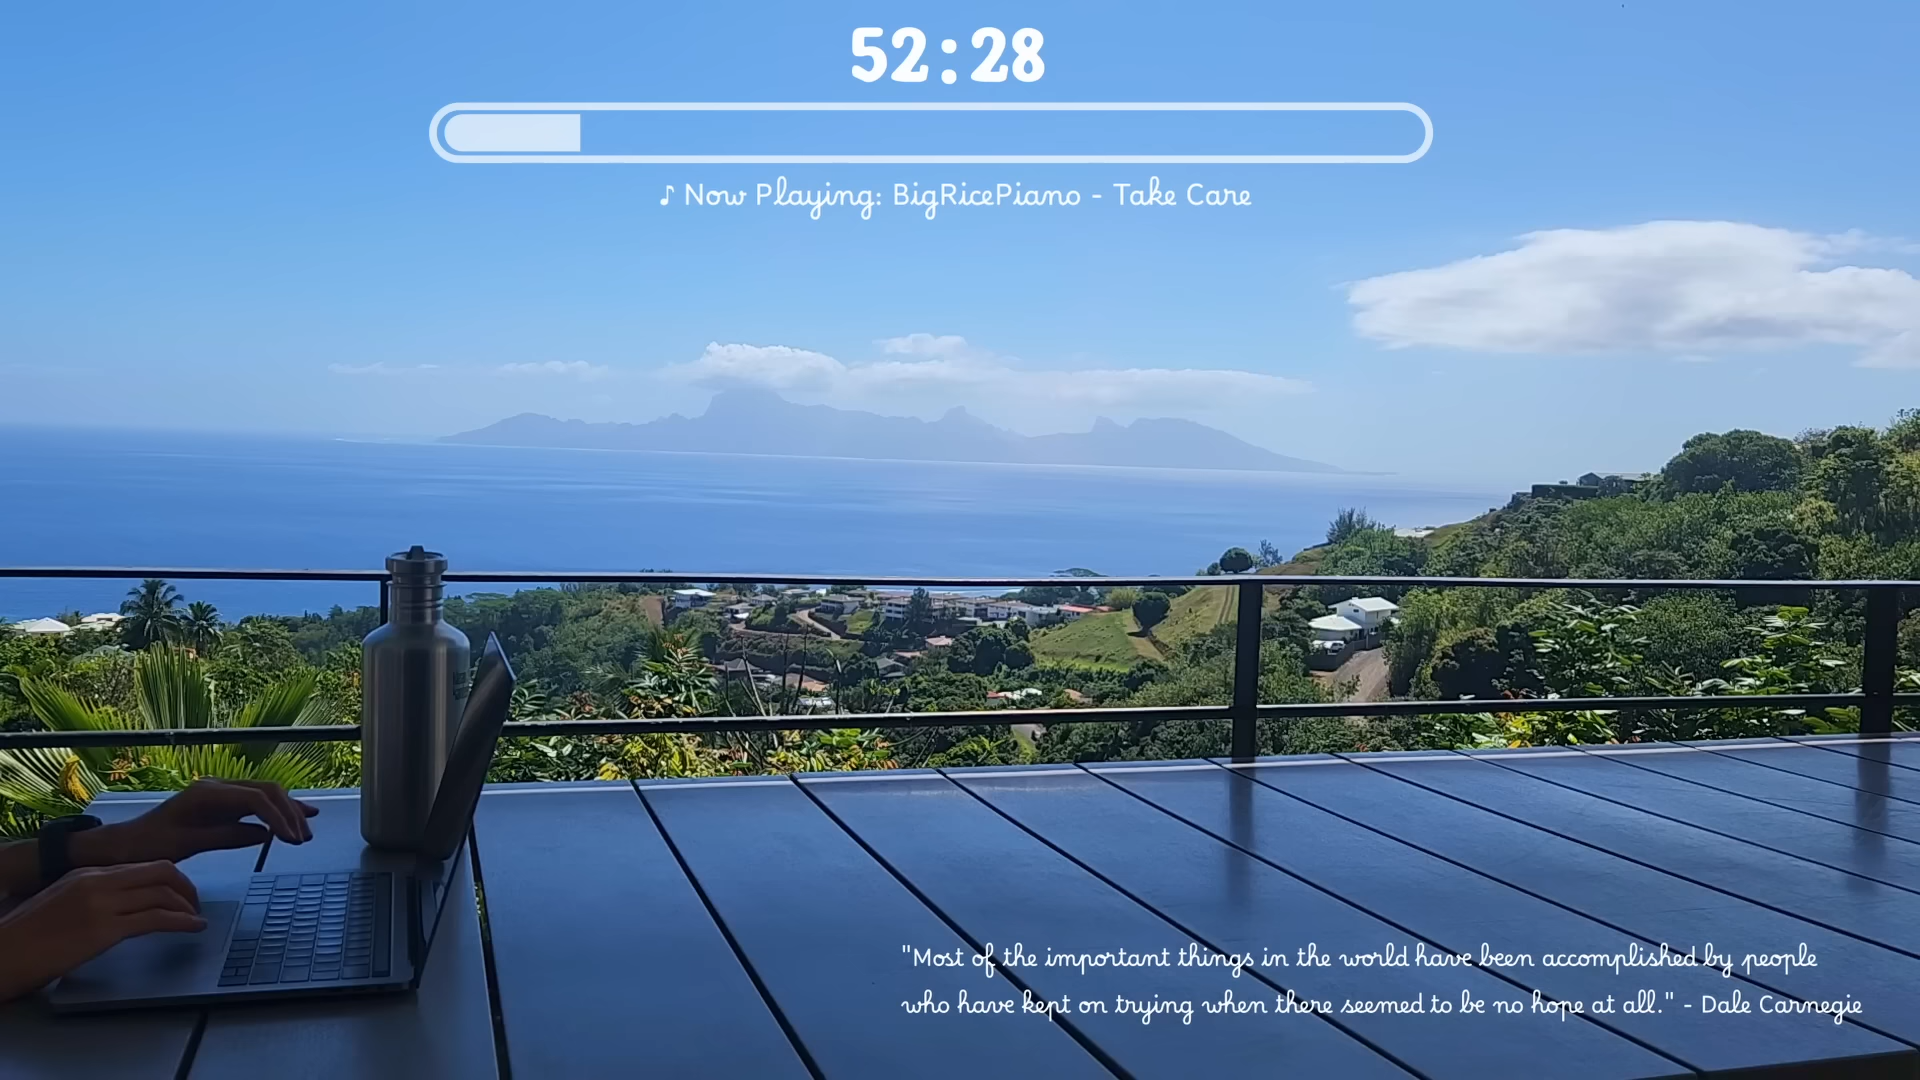 52:28
♪ Now Playing: BigRicePiano - Take Care
"Most of the important things in the world have been accomplished by people
who have kept on trying when there seemed to be no hope at all." - Dale Carnegie